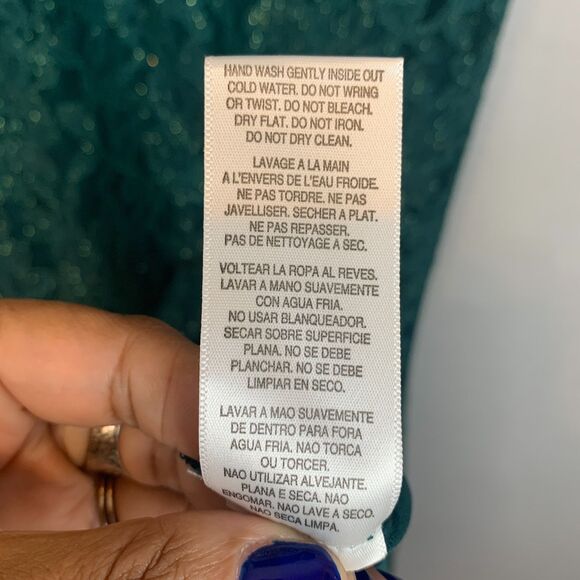 HAND WASH GENTLY INSIDE OUT
COLD WATER. DO NOT WRING
OR TWIST. DO NOT BLEACH.
DRY FLAT. DO NOT IRON.
DO NOT DRY CLEAN.
LAVAGE A LA MAIN
A L'ENVERS DE L'EAU FROIDE.
NE PAS TORDRE. NE PAS
JAVELLISER. SECHER A PLAT.
NE PAS REPASSER.
PAS DE NETTOYAGE A SEC.
VOLTEAR LA ROPA AL REVES.
LAVAR A MANO SUAVEMENTE
CON AGUA FRIA.
NO USAR BLANQUEADOR.
SECAR SOBRE SUPERFICIE
PLANA. NO SE DEBE
PLANCHAR. NO SE DEBE
LIMPIAR EN SECO.
LAVAR A MAO SUAVEMENTE
DE DENTRO PARA FORA
AGUA FRIA. NAO TORCA
OU TORCER.
NAO UTILIZAR ALVEJANTE.
PLANA E SECA. NAO
ENGOMAR. NAO LAVE A SECO.
NAO SECA LIMPA.